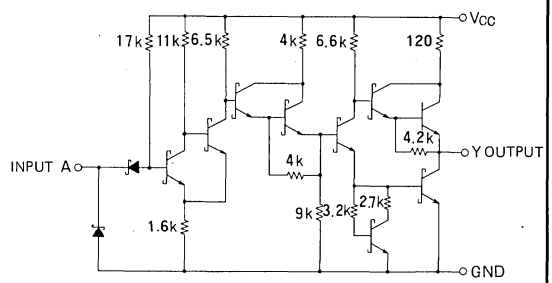 VCC
17k 11k 6.5k 4k 6.6k 120
4.2k
INPUT A
Y OUTPUT
4k
9k 3.2k 2.7k
1.6k
GND